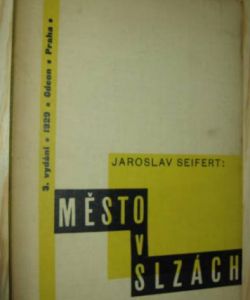 3. vydání • 1929 • Odeon • Praha •
JAROSLAV SEIFERT:
MĚSTO
V
SLZÁCH